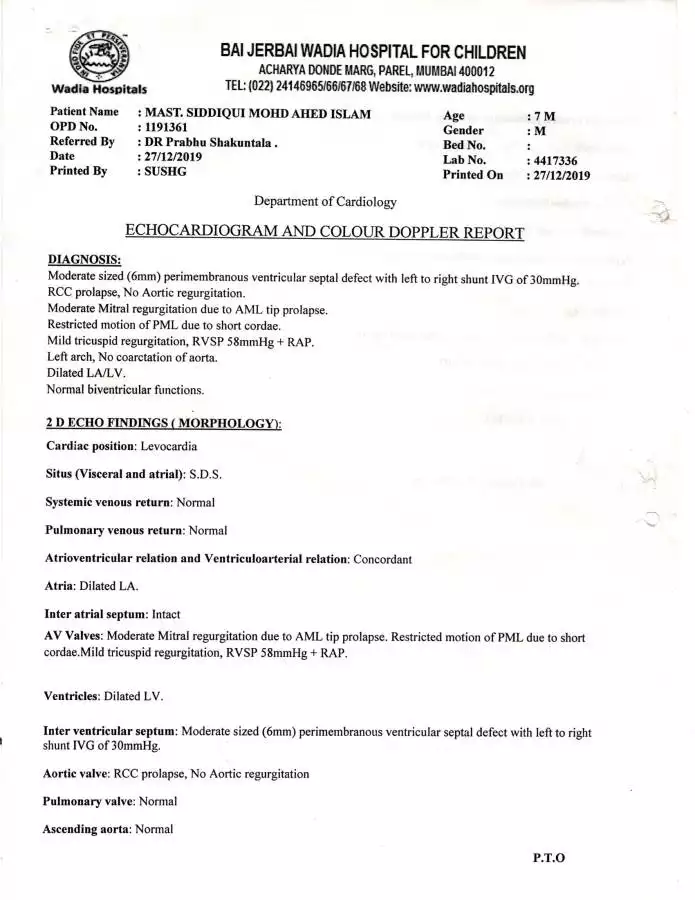 BONA FIDE ET PERSEVERANTIA
Wadia Hospitals
BAI JERBAI WADIA HOSPITAL FOR CHILDREN
ACHARYA DONDE MARG, PAREL, MUMBAI 400012
TEL: (022) 24146965/66/67/68 Website: www.wadiahospitals.org
Patient Name : MAST. SIDDIQUI MOHD AHED ISLAM Age : 7 M
OPD No. : 1191361 Gender : M
Referred By : DR Prabhu Shakuntala . Bed No. :
Date : 27/12/2019 Lab No. : 4417336
Printed By : SUSHG Printed On : 27/12/2019
Department of Cardiology
ECHOCARDIOGRAM AND COLOUR DOPPLER REPORT
DIAGNOSIS:
Moderate sized (6mm) perimembranous ventricular septal defect with left to right shunt IVG of 30mmHg.
RCC prolapse, No Aortic regurgitation.
Moderate Mitral regurgitation due to AML tip prolapse.
Restricted motion of PML due to short cordae.
Mild tricuspid regurgitation, RVSP 58mmHg + RAP.
Left arch, No coarctation of aorta.
Dilated LA/LV.
Normal biventricular functions.
2 D ECHO FINDINGS ( MORPHOLOGY):
Cardiac position: Levocardia
Situs (Visceral and atrial): S.D.S.
Systemic venous return: Normal
Pulmonary venous return: Normal
Atrioventricular relation and Ventriculoarterial relation: Concordant
Atria: Dilated LA.
Inter atrial septum: Intact
AV Valves: Moderate Mitral regurgitation due to AML tip prolapse. Restricted motion of PML due to short
cordae.Mild tricuspid regurgitation, RVSP 58mmHg + RAP.
Ventricles: Dilated LV.
Inter ventricular septum: Moderate sized (6mm) perimembranous ventricular septal defect with left to right
shunt IVG of 30mmHg.
Aortic valve: RCC prolapse, No Aortic regurgitation
Pulmonary valve: Normal
Ascending aorta: Normal
P.T.O